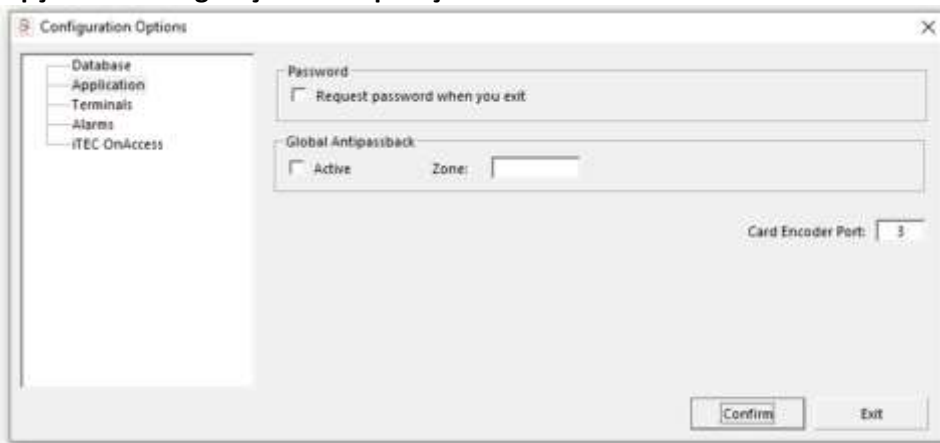 Configuration Options
Database
Application
Terminals
Alarms
iTEC OnAccess
Password
Request password when you exit
Global Antipassback
Active Zone:
Card Encoder Port: 3
Confirm Exit